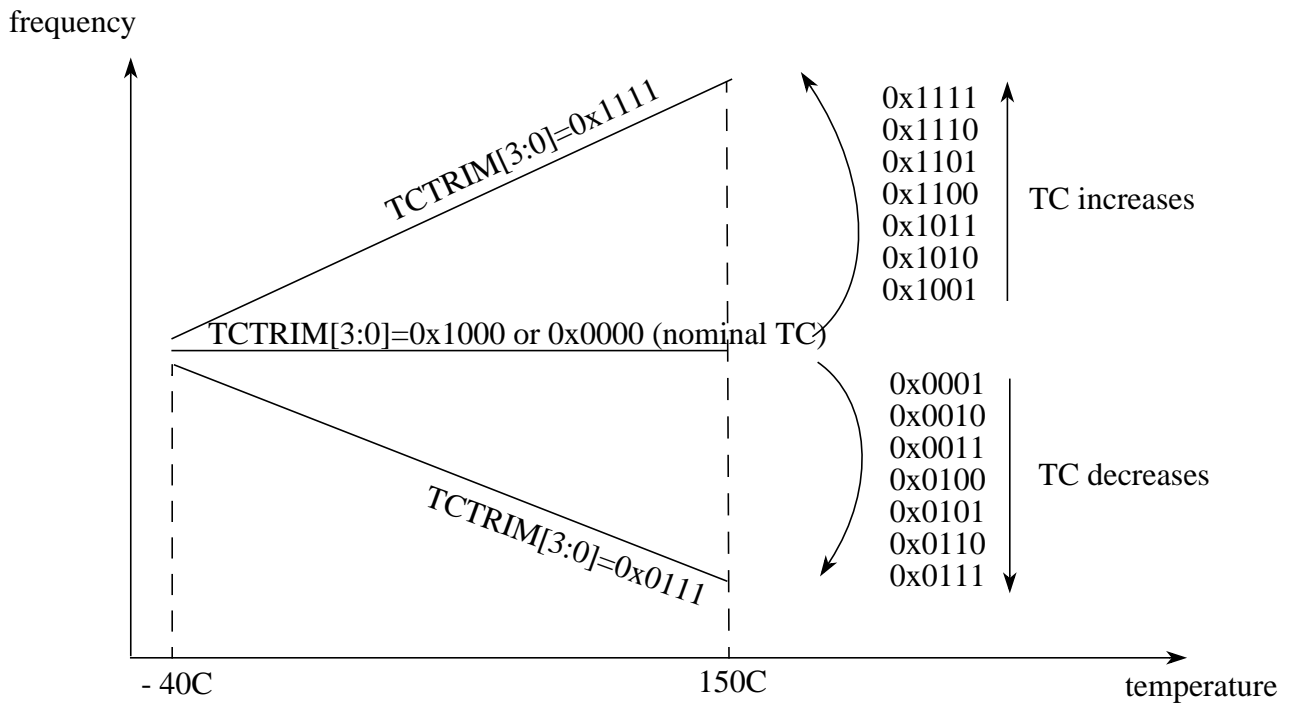 frequency
TCTRIM[3:0]=0x1111
0x1111
0x1110
0x1101
0x1100
0x1011
0x1010
0x1001
TC increases
TCTRIM[3:0]=0x1000 or 0x0000 (nominal TC)
TCTRIM[3:0]=0x0111
0x0001
0x0010
0x0011
0x0100
0x0101
0x0110
0x0111
TC decreases
- 40C
150C
temperature